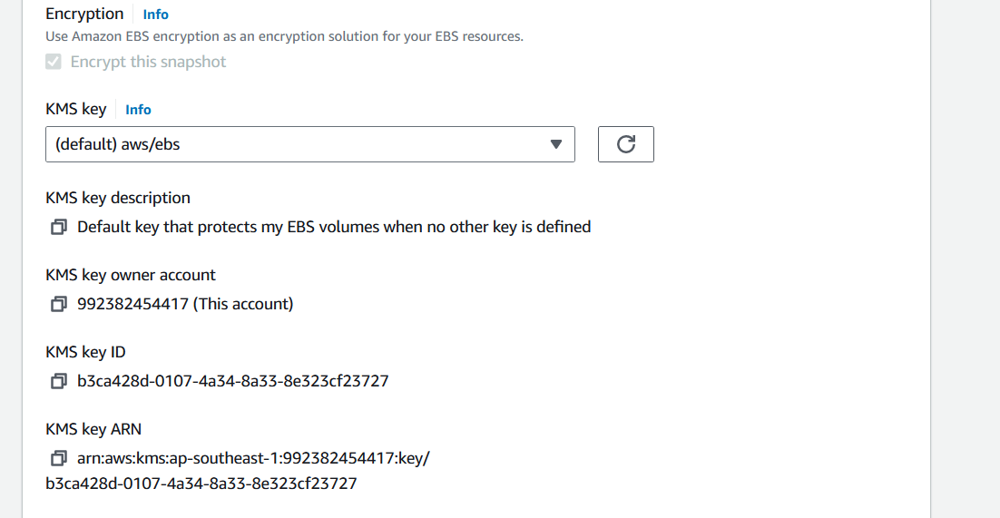 Encryption Info
Use Amazon EBS encryption as an encryption solution for your EBS resources.
Encrypt this snapshot
KMS key Info
(default) aws/ebs
KMS key description
Default key that protects my EBS volumes when no other key is defined
KMS key owner account
992382454417 (This account)
KMS key ID
b3ca428d-0107-4a34-8a33-8e323cf23727
KMS key ARN
arn:aws:kms:ap-southeast-1:992382454417:key/
b3ca428d-0107-4a34-8a33-8e323cf23727